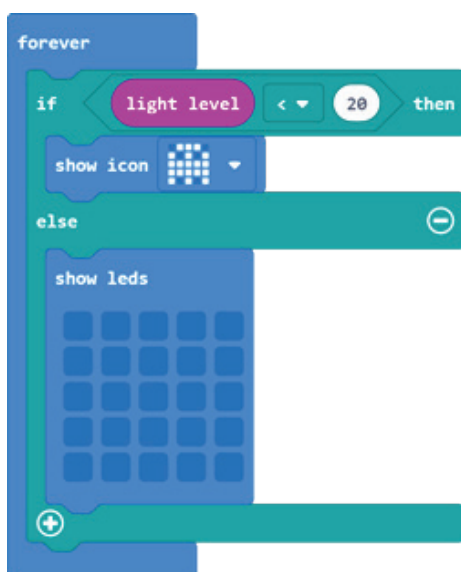 forever
if light level < 20 then
show icon
else
show leds